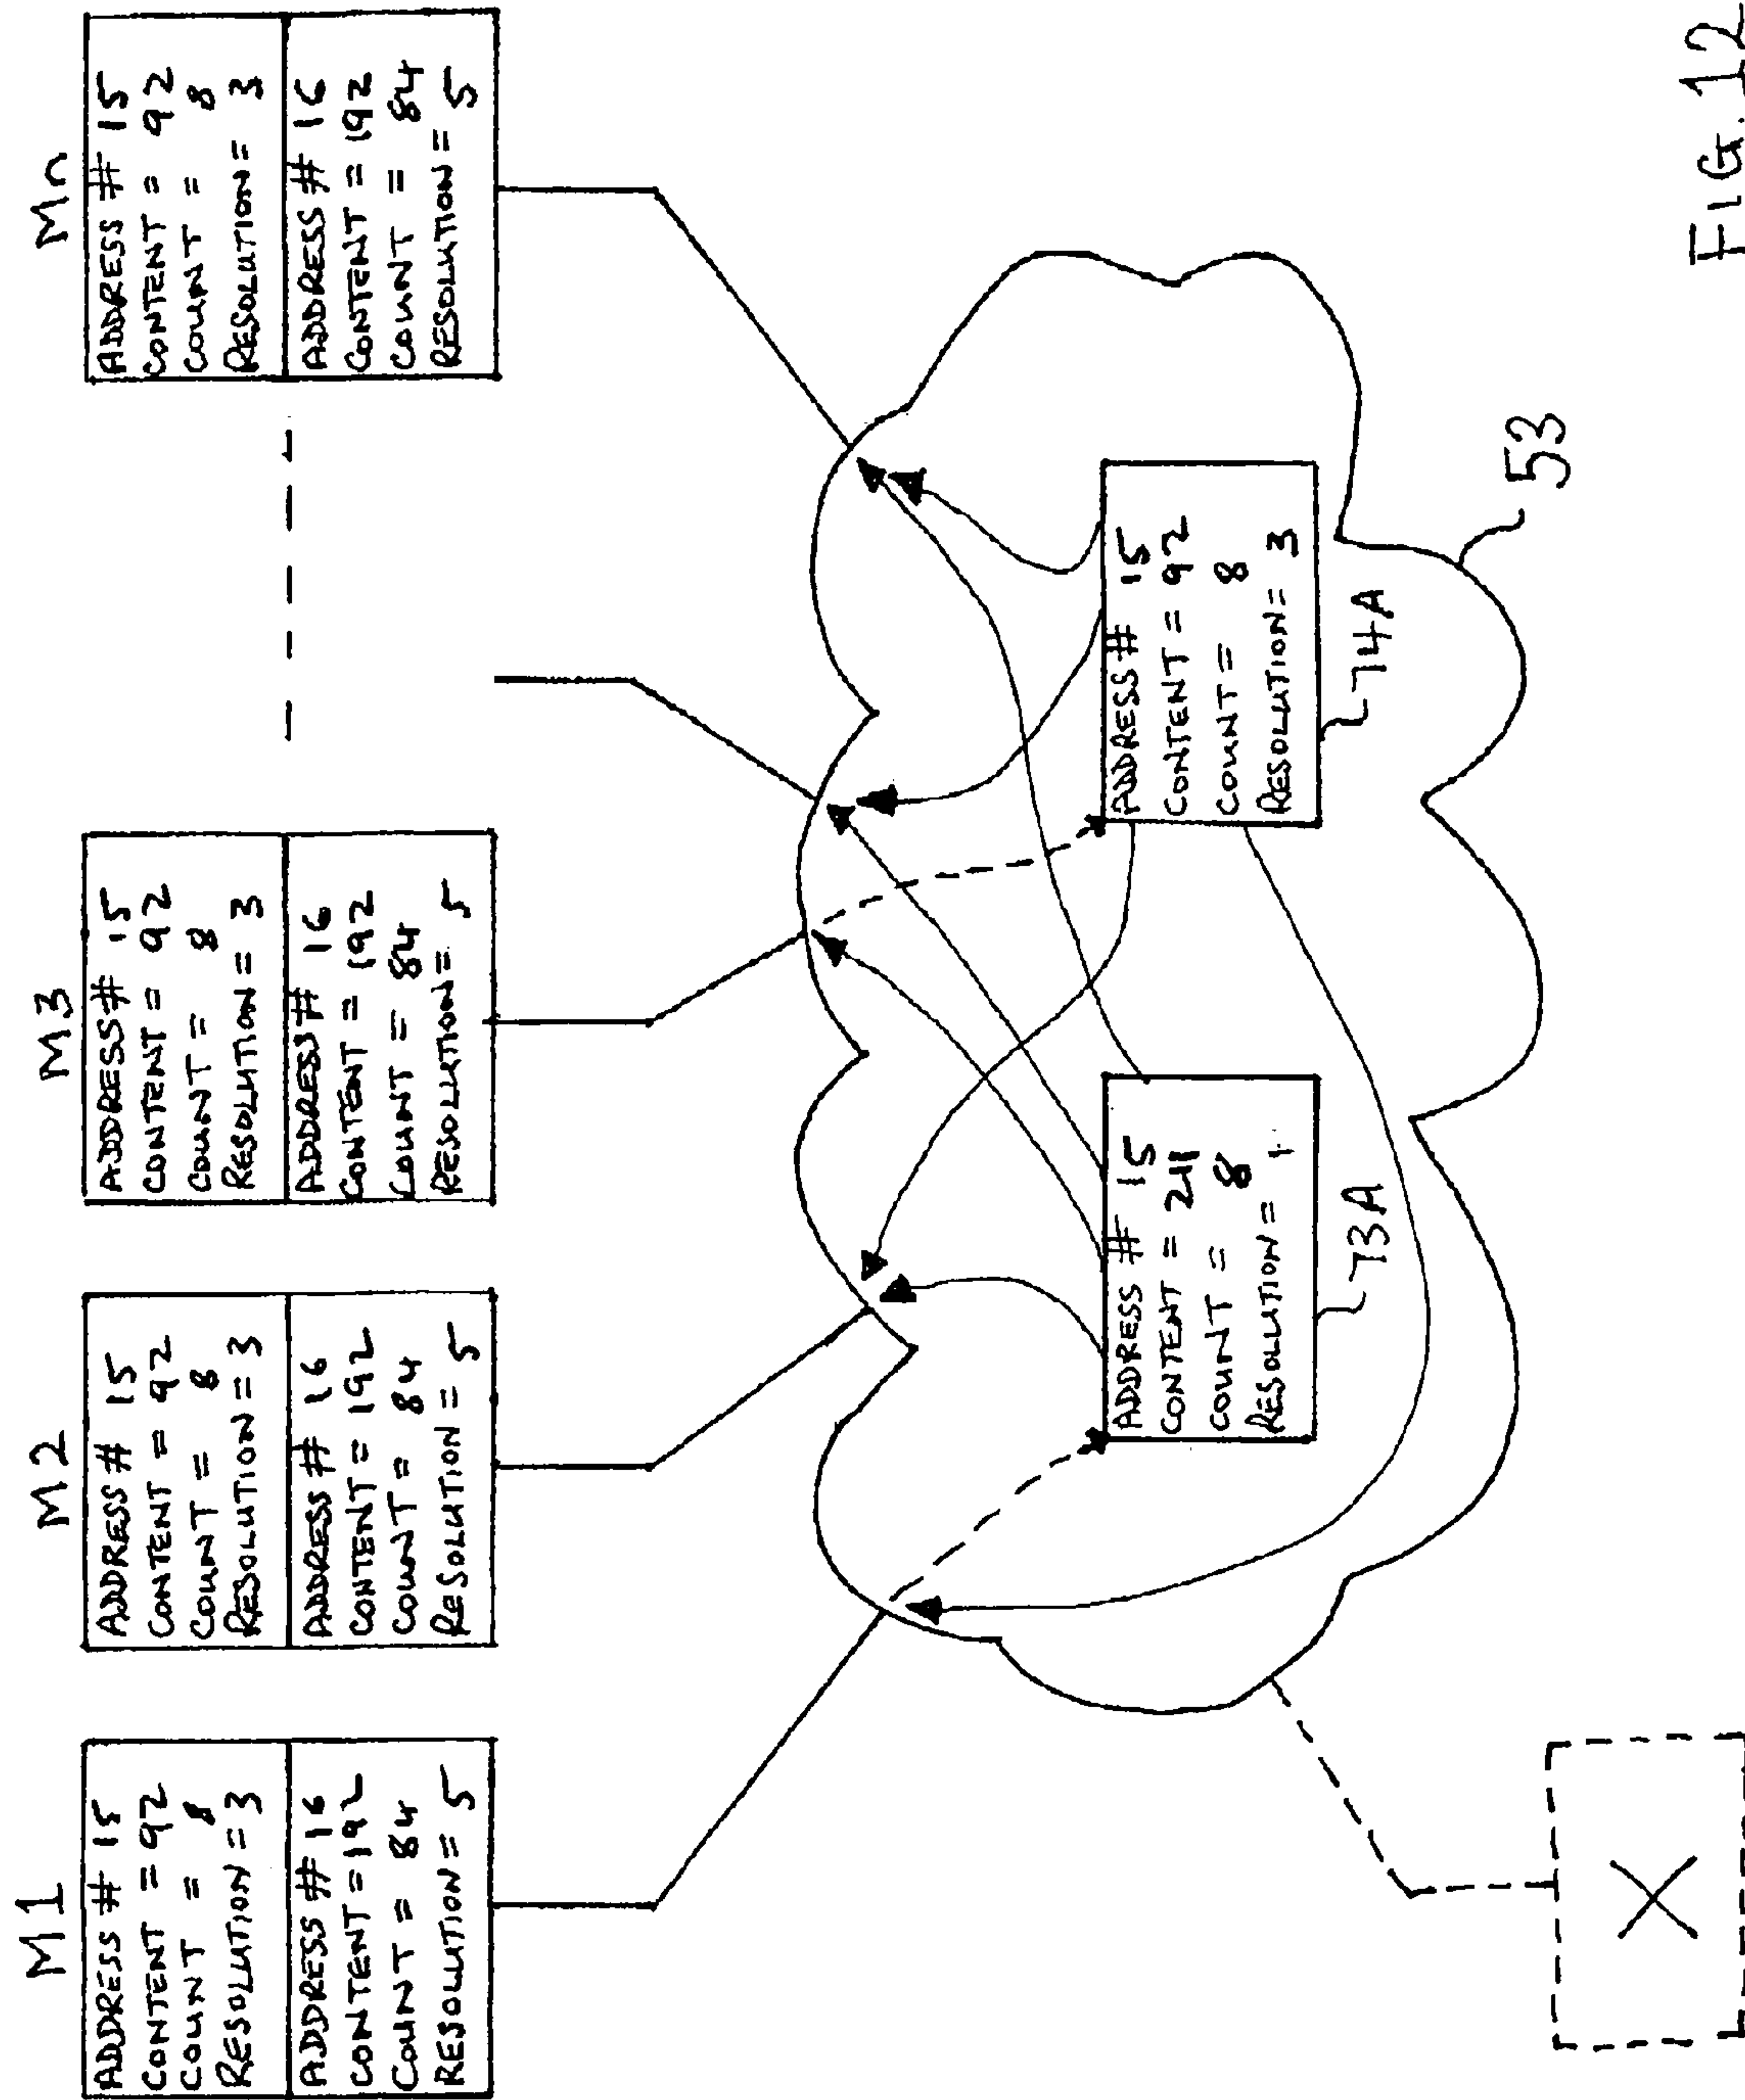 M1
ADDRESS # 15
CONTENT = 92
COUNT = 8
RESOLUTION = 3
ADDRESS # 16
CONTENT = 192
COUNT = 84
RESOLUTION = 5
M2
ADDRESS # 15
CONTENT = 92
COUNT = 8
RESOLUTION = 3
ADDRESS # 16
CONTENT = 192
COUNT = 84
RESOLUTION = 5
M3
ADDRESS # 15
CONTENT = 92
COUNT = 8
RESOLUTION = 3
ADDRESS # 16
CONTENT = 192
COUNT = 84
RESOLUTION = 5
Mn
ADDRESS # 15
CONTENT = 92
COUNT = 8
RESOLUTION = 3
ADDRESS # 16
CONTENT = 192
COUNT = 84
RESOLUTION = 5
ADDRESS # 15
CONTENT = 211
COUNT = 8
RESOLUTION = 1
73A
ADDRESS # 15
CONTENT = 92
COUNT = 8
RESOLUTION = 3
74A
53
X
FIG. 12